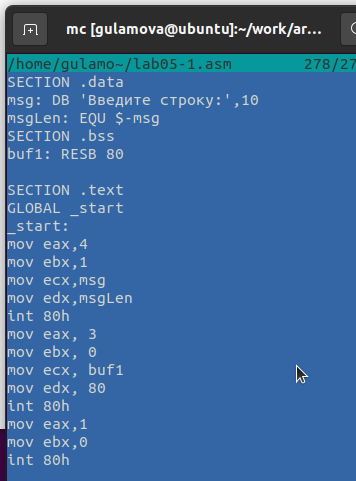 mc [gulamova@ubuntu]:~/work/ar...
/home/gulamo~/lab05-1.asm 278/27
SECTION .data
msg: DB 'Введите строку:',10
msgLen: EQU $-msg
SECTION .bss
buf1: RESB 80
SECTION .text
GLOBAL _start
_start:
mov eax,4
mov ebx,1
mov ecx,msg
mov edx,msgLen
int 80h
mov eax, 3
mov ebx, 0
mov ecx, buf1
mov edx, 80
int 80h
mov eax,1
mov ebx,0
int 80h